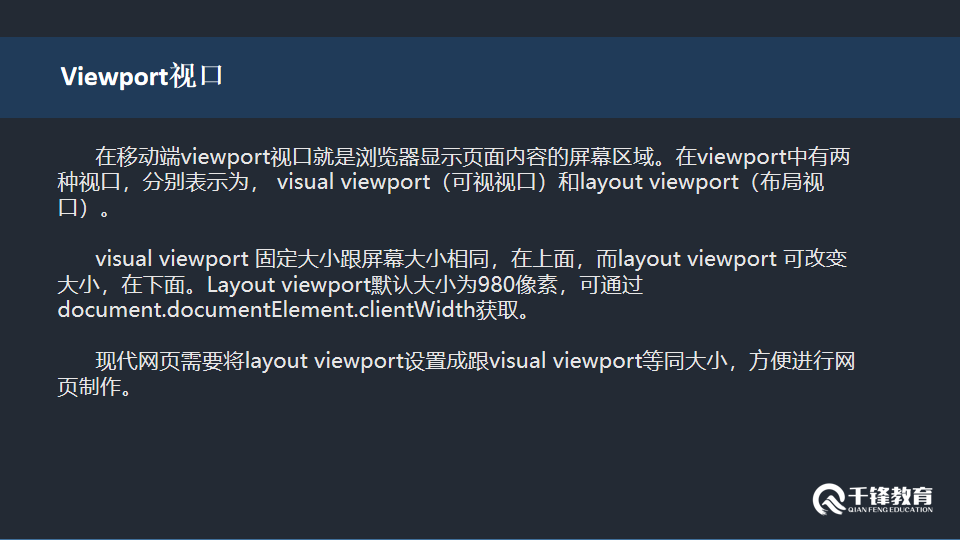 Viewport视口
在移动端viewport视口就是浏览器显示页面内容的屏幕区域。在viewport中有两
种视口，分别表示为， visual viewport（可视视口）和layout viewport（布局视
口）。
visual viewport 固定大小跟屏幕大小相同，在上面，而layout viewport 可改变
大小，在下面。Layout viewport默认大小为980像素，可通过
document.documentElement.clientWidth获取。
现代网页需要将layout viewport设置成跟visual viewport等同大小，方便进行网
页制作。
千锋教育
QIAN FENG EDUCATION